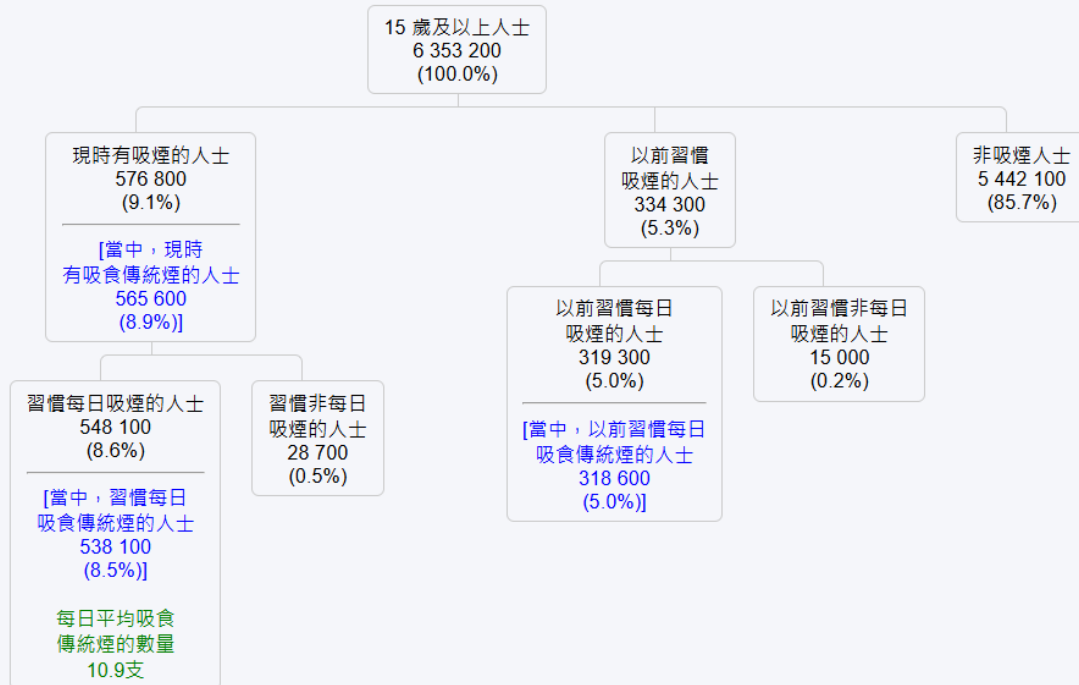 15 歲及以上人士
6 353 200
(100.0%)
現時有吸煙的人士
576 800
(9.1%)
[當中，現時
有吸食傳統煙的人士
565 600
(8.9%)]
習慣每日吸煙的人士
548 100
(8.6%)
[當中，習慣每日
吸食傳統煙的人士
538 100
(8.5%)]
每日平均吸食
傳統煙的數量
10.9支
習慣非每日
吸煙的人士
28 700
(0.5%)
以前習慣
吸煙的人士
334 300
(5.3%)
以前習慣每日
吸煙的人士
319 300
(5.0%)
[當中，以前習慣每日
吸食傳統煙的人士
318 600
(5.0%)]
以前習慣非每日
吸煙的人士
15 000
(0.2%)
非吸煙人士
5 442 100
(85.7%)